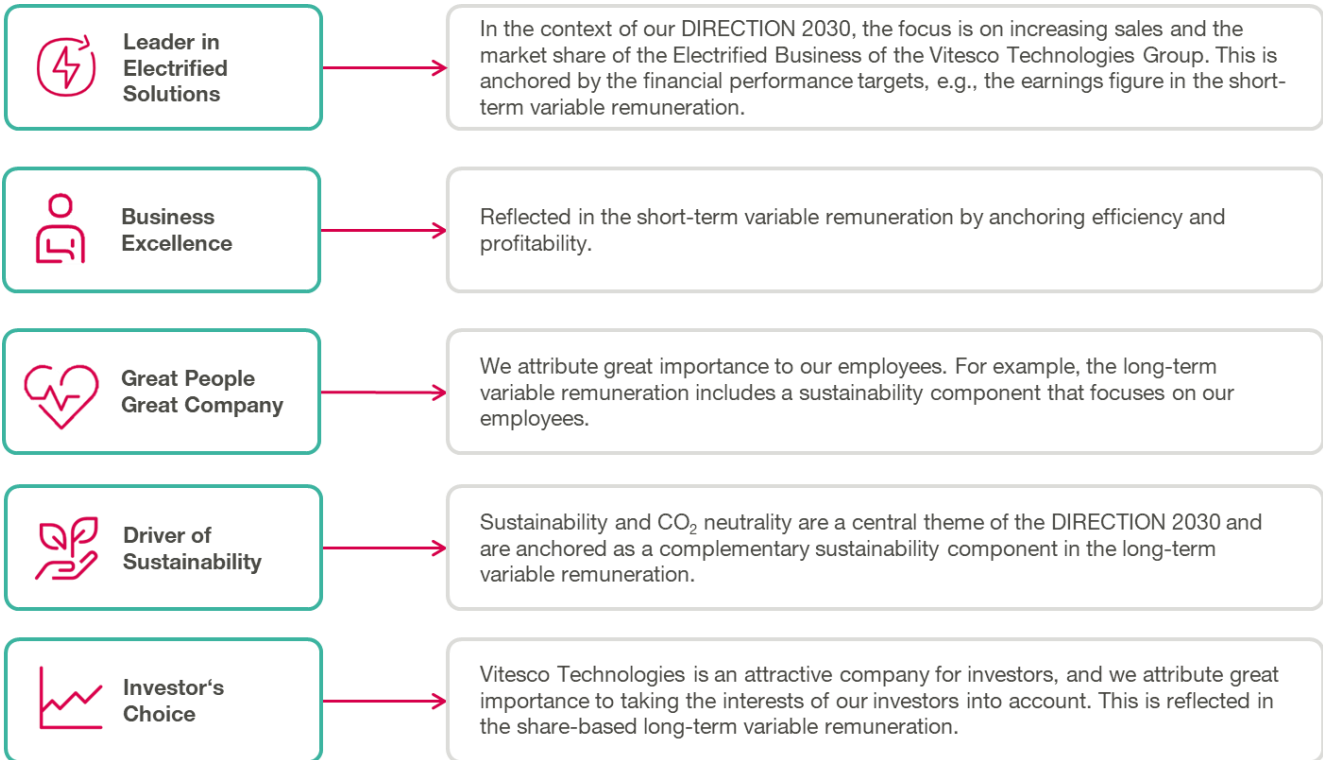 Leader in
Electrified
Solutions
In the context of our DIRECTION 2030, the focus is on increasing sales and the
market share of the Electrified Business of the Vitesco Technologies Group. This is
anchored by the financial performance targets, e.g., the earnings figure in the short-
term variable remuneration.
Business
Excellence
Reflected in the short-term variable remuneration by anchoring efficiency and
profitability.
Great People
Great Company
We attribute great importance to our employees. For example, the long-term
variable remuneration includes a sustainability component that focuses on our
employees.
Driver of
Sustainability
Sustainability and CO₂ neutrality are a central theme of the DIRECTION 2030 and
are anchored as a complementary sustainability component in the long-term
variable remuneration.
Investor‘s
Choice
Vitesco Technologies is an attractive company for investors, and we attribute great
importance to taking the interests of our investors into account. This is reflected in
the share-based long-term variable remuneration.